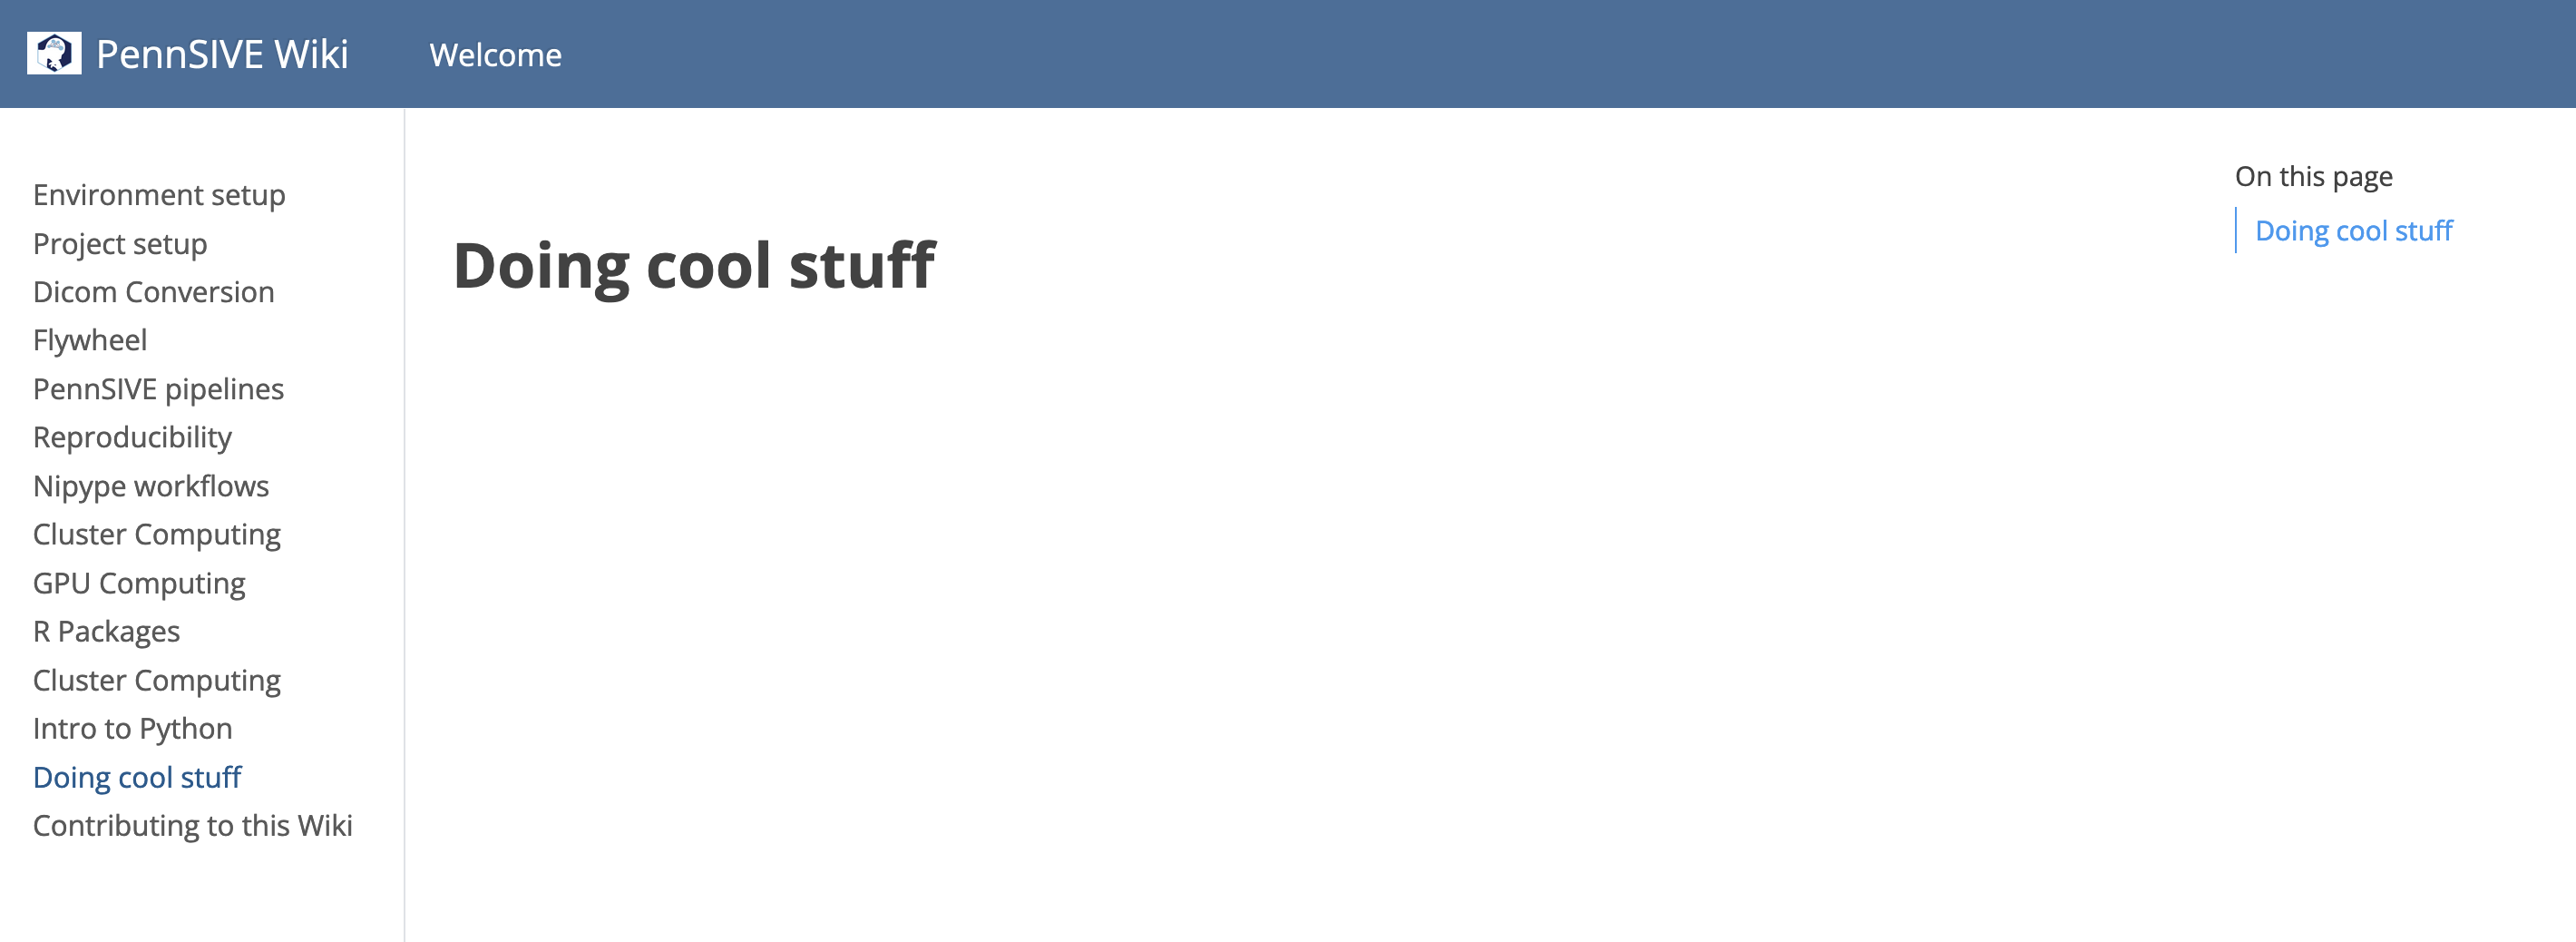 PennSIVE Wiki
Welcome
Environment setup
Project setup
Dicom Conversion
Flywheel
PennSIVE pipelines
Reproducibility
Nipype workflows
Cluster Computing
GPU Computing
R Packages
Cluster Computing
Intro to Python
Doing cool stuff
Contributing to this Wiki
Doing cool stuff
On this page
Doing cool stuff